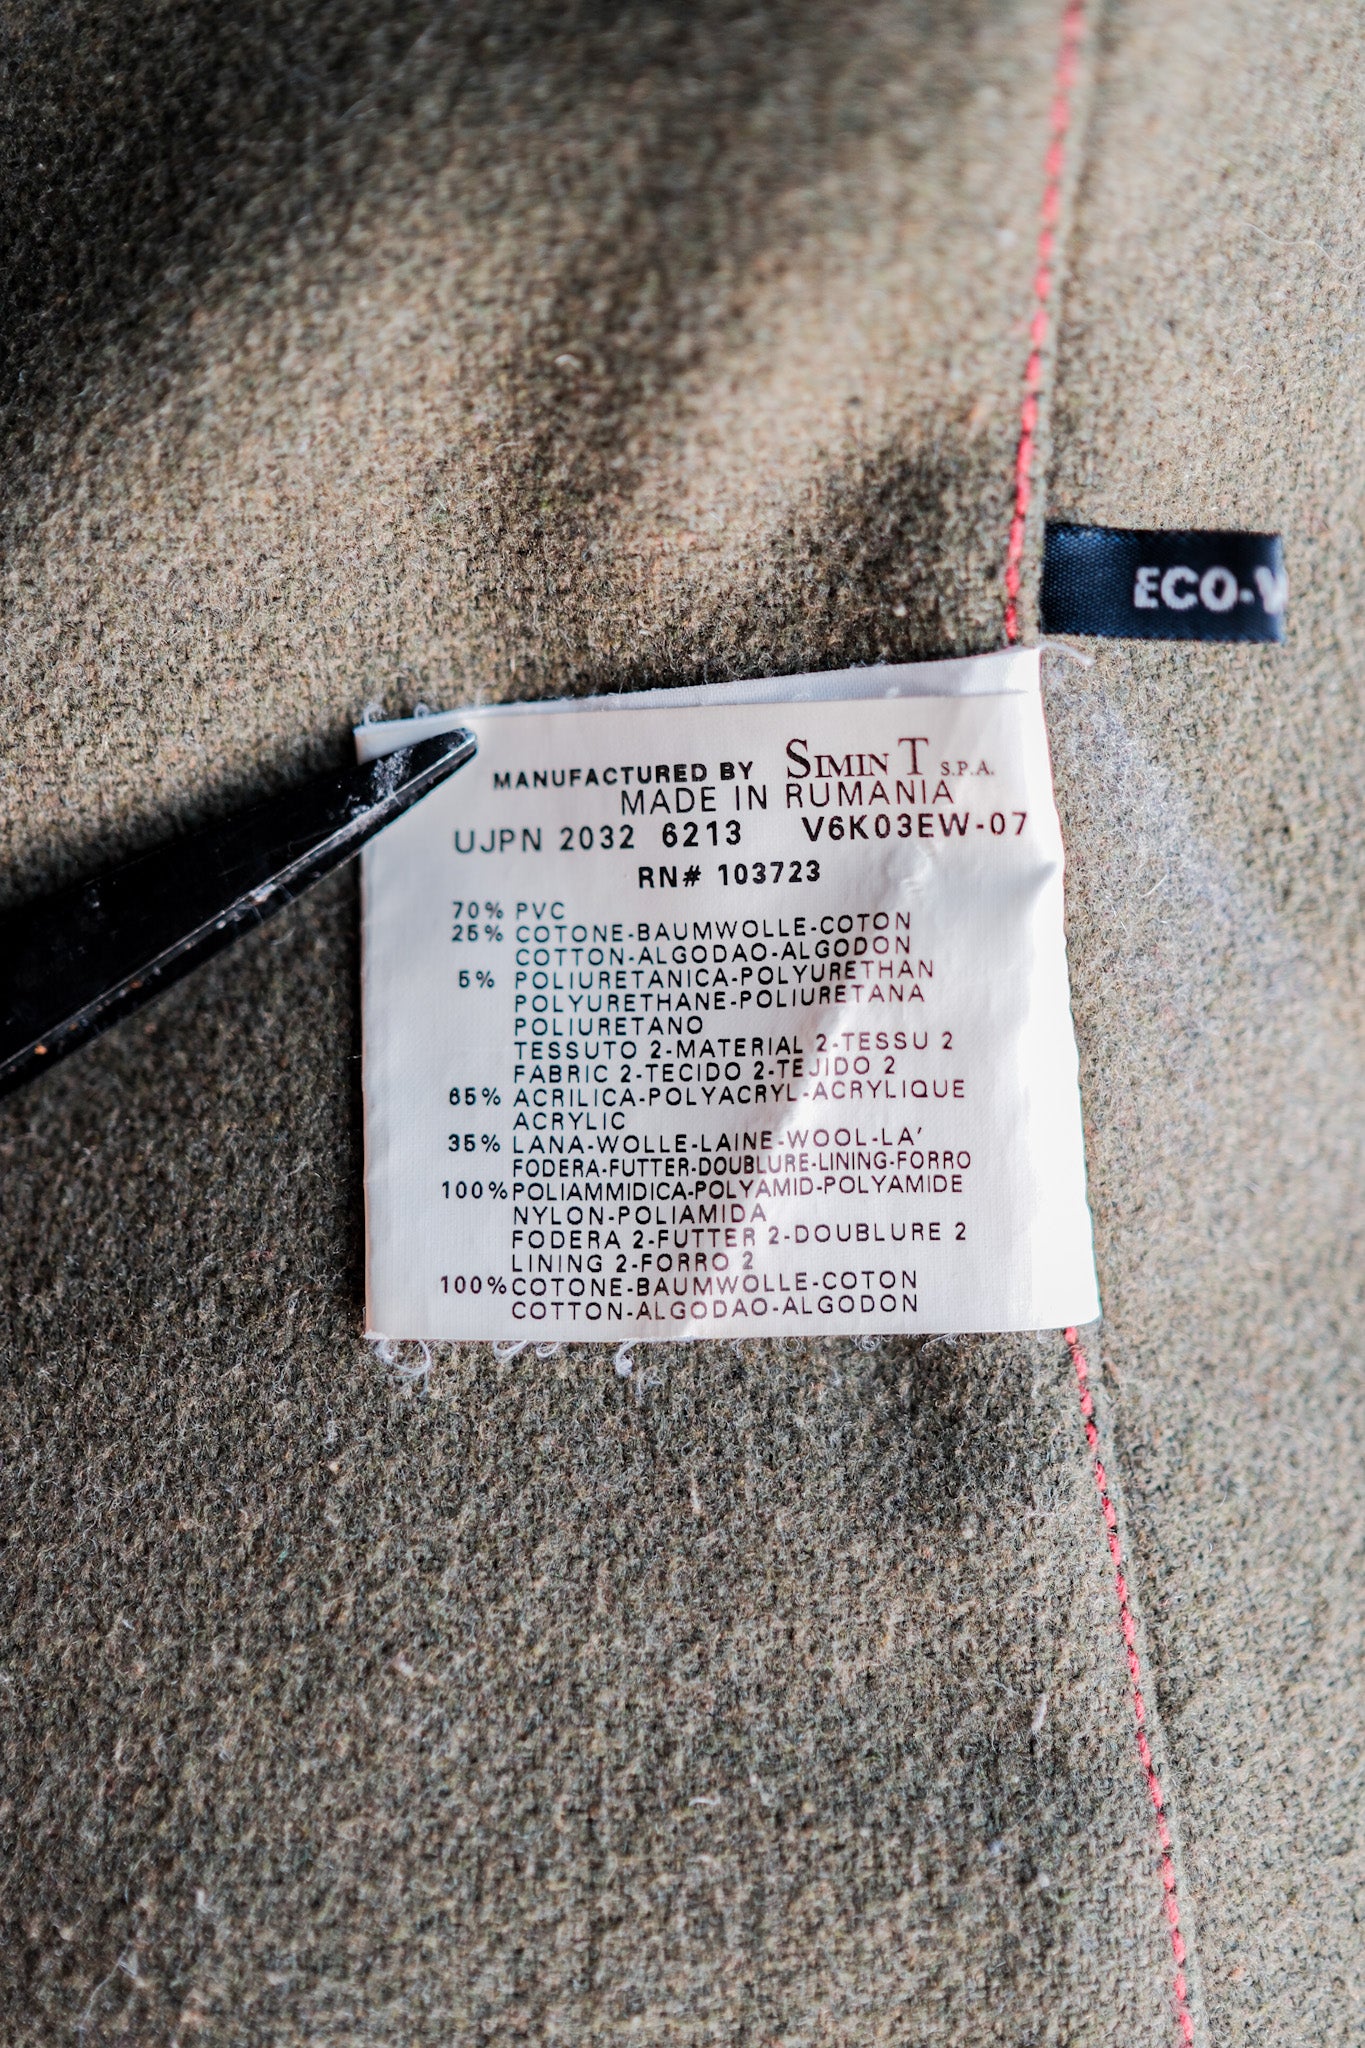 ECO-
MANUFACTURED BY SIMIN T S.P.A.
MADE IN RUMANIA
UJPN 2032 6213 V6K03EW-07
RN# 103723
70% PVC
25% COTONE-BAUMWOLLE-COTON
COTTON-ALGODAO-ALGODON
5% POLIURETANICA-POLYURETHAN
POLYURETHANE-POLIURETANA
POLIURETANO
TESSUTO 2-MATERIAL 2-TESSU 2
FABRIC 2-TECIDO 2-TEJIDO 2
65% ACRILICA-POLYACRYL-ACRYLIQUE
ACRYLIC
35% LANA-WOLLE-LAINE-WOOL-LA'
FODERA-FUTTER-DOUBLURE-LINING-FORRO
100% POLIAMMIDICA-POLYAMID-POLYAMIDE
NYLON-POLIAMIDA
FODERA 2-FUTTER 2-DOUBLURE 2
LINING 2-FORRO 2
100% COTONE-BAUMWOLLE-COTON
COTTON-ALGODAO-ALGODON